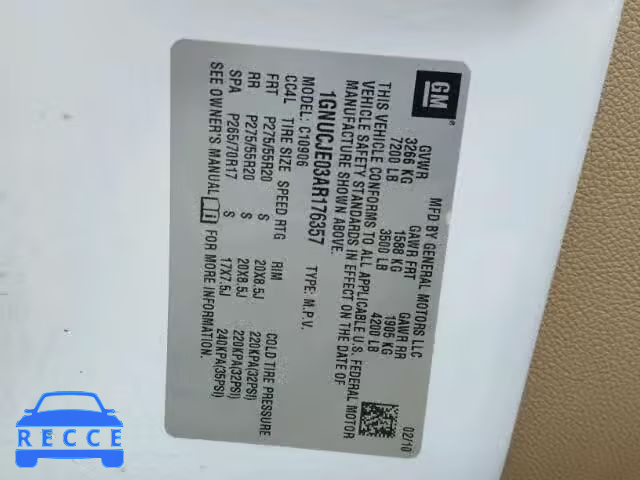 GM
MFD BY GENERAL MOTORS LLC
02/10
GVWR GAWR FRT GAWR RR
3266 KG 1588 KG 1905 KG
7200 LB 3500 LB 4200 LB
THIS VEHICLE CONFORMS TO ALL APPLICABLE U.S. FEDERAL MOTOR
VEHICLE SAFETY STANDARDS IN EFFECT ON THE DATE OF
MANUFACTURE SHOWN ABOVE.
1GNUCJE03AR176357 TYPE: M.P.V.
MODEL: C10906
CC4L TIRE SIZE SPEED RTG RIM COLD TIRE PRESSURE
FRT P275/55R20 S 20X8.5J 220KPA(32PSI)
RR P275/55R20 S 20X8.5J 220KPA(32PSI)
SPA P265/70R17 S 17X7.5J 240KPA(35PSI)
SEE OWNER'S MANUAL FOR MORE INFORMATION.
RECCE